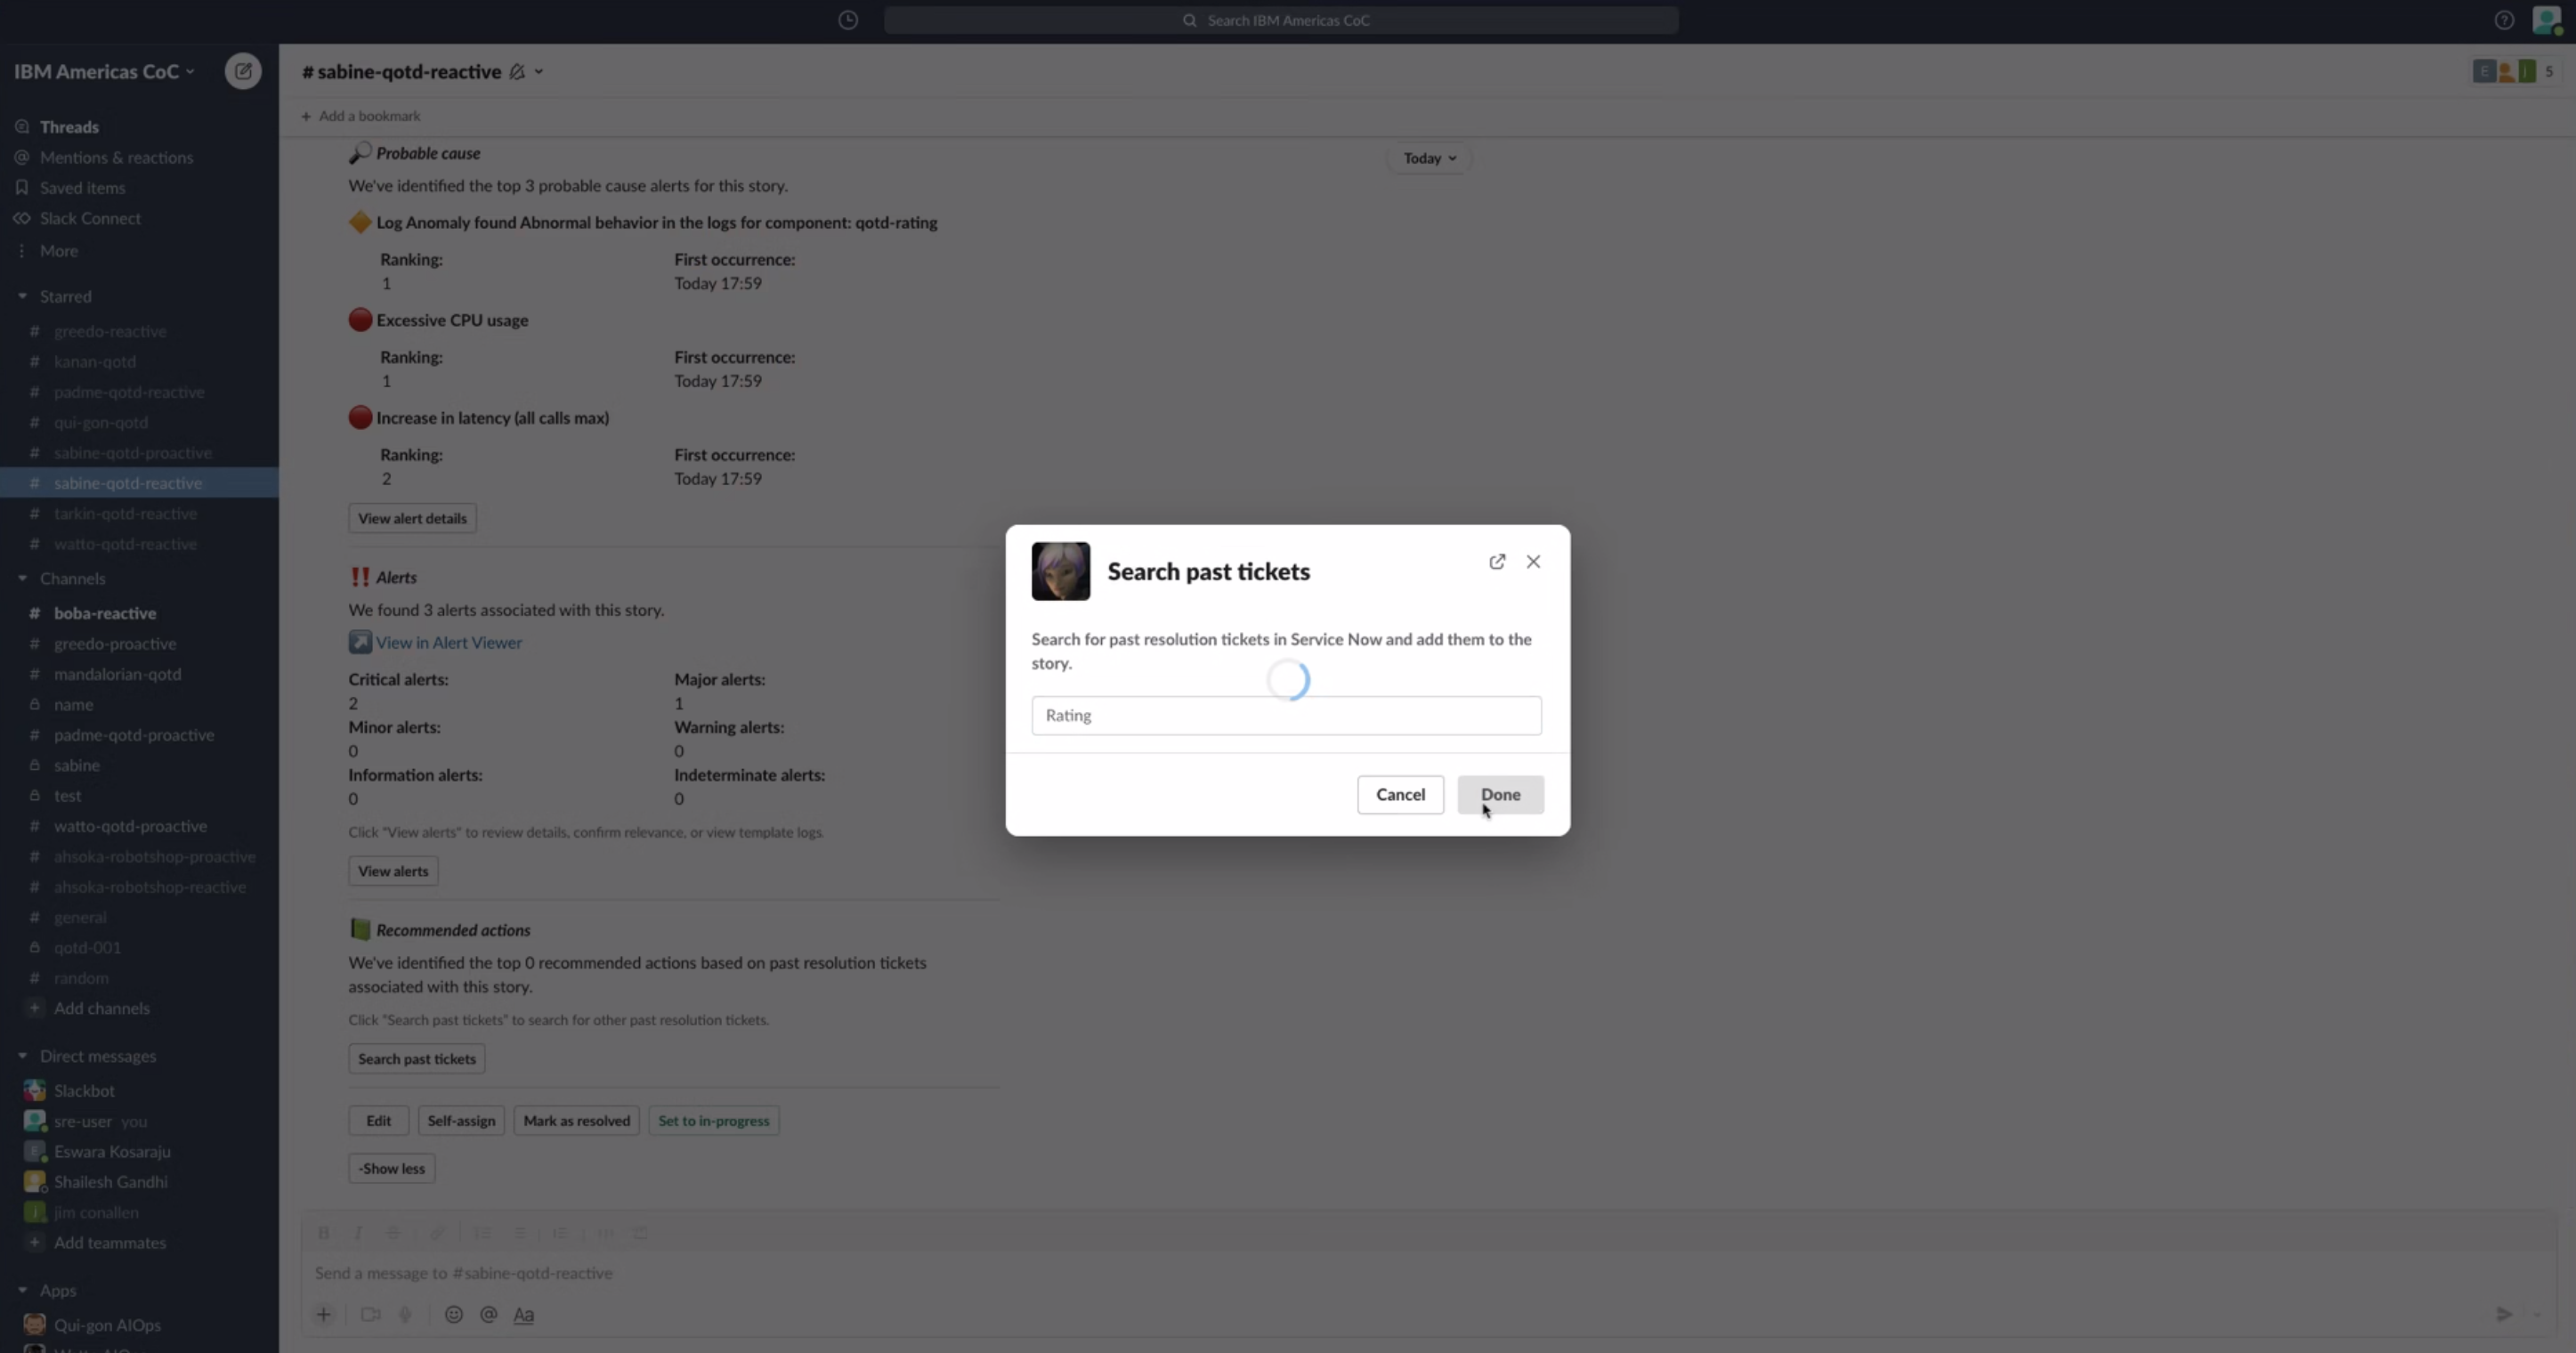 Search IBM Americas CoC
IBM Americas CoC
Threads
Mentions & reactions
Saved items
Slack Connect
More
Starred
# greedo-reactive
# kanan-qotd
# padme-qotd-reactive
# qui-gon-qotd
# sabine-qotd-proactive
# sabine-qotd-reactive
# tarkin-qotd-reactive
# watto-qotd-reactive
Channels
# boba-reactive
# greedo-proactive
# mandalorian-qotd
name
# padme-qotd-proactive
sabine
test
# watto-qotd-proactive
# ahsoka-robotshop-proactive
# ahsoka-robotshop-reactive
# general
qotd-001
# random
+ Add channels
Direct messages
Slackbot
sre-user you
E Eswara Kosaraju
Shailesh Gandhi
jim conallen
+ Add teammates
Apps
Qui-gon AIOps
# sabine-qotd-reactive
E 5
+ Add a bookmark
Today
Probable cause
We've identified the top 3 probable cause alerts for this story.
Log Anomaly found Abnormal behavior in the logs for component: qotd-rating
Ranking: First occurrence:
1 Today 17:59
Excessive CPU usage
Ranking: First occurrence:
1 Today 17:59
Increase in latency (all calls max)
Ranking: First occurrence:
2 Today 17:59
View alert details
Alerts
We found 3 alerts associated with this story.
View in Alert Viewer
Critical alerts: Major alerts:
2 1
Minor alerts: Warning alerts:
0 0
Information alerts: Indeterminate alerts:
0 0
Click "View alerts" to review details, confirm relevance, or view template logs.
View alerts
Recommended actions
We've identified the top 0 recommended actions based on past resolution tickets
associated with this story.
Click "Search past tickets" to search for other past resolution tickets.
Search past tickets
Edit Self-assign Mark as resolved Set to in-progress
-Show less
Send a message to #sabine-qotd-reactive
Aa
Search past tickets
Search for past resolution tickets in Service Now and add them to the
story.
Rating
Cancel Done